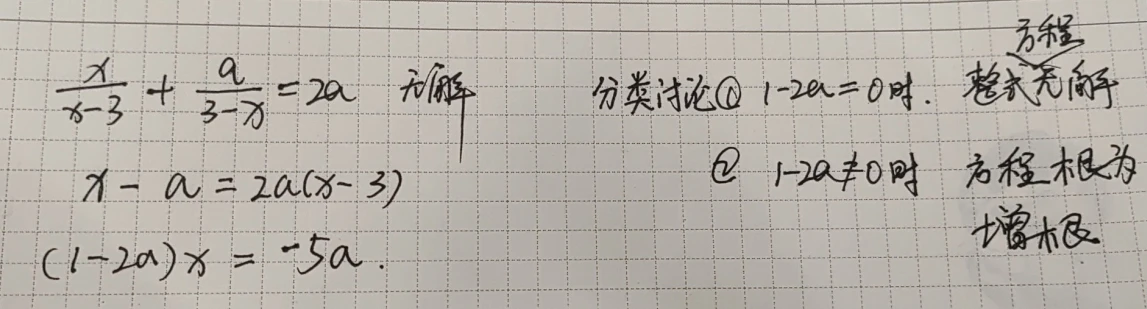 x/(x-3) + a/(3-x) = 2a 无解
x - a = 2a(x-3)
(1-2a)x = -5a.
分类讨论① 1-2a=0时. 整式方程无解
② 1-2a≠0时 方程根为
增根